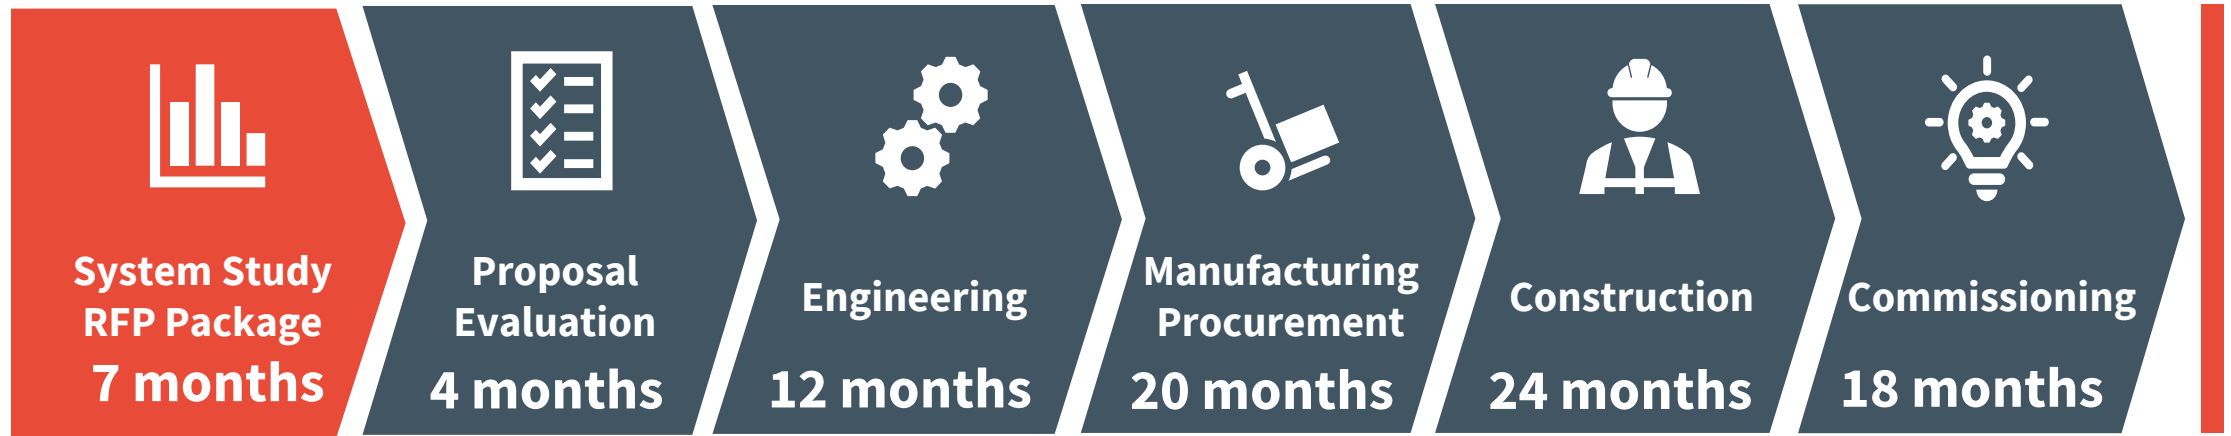 System Study
RFP Package
7 months
Proposal
Evaluation
4 months
Engineering
12 months
Manufacturing
Procurement
20 months
Construction
24 months
Commissioning
18 months